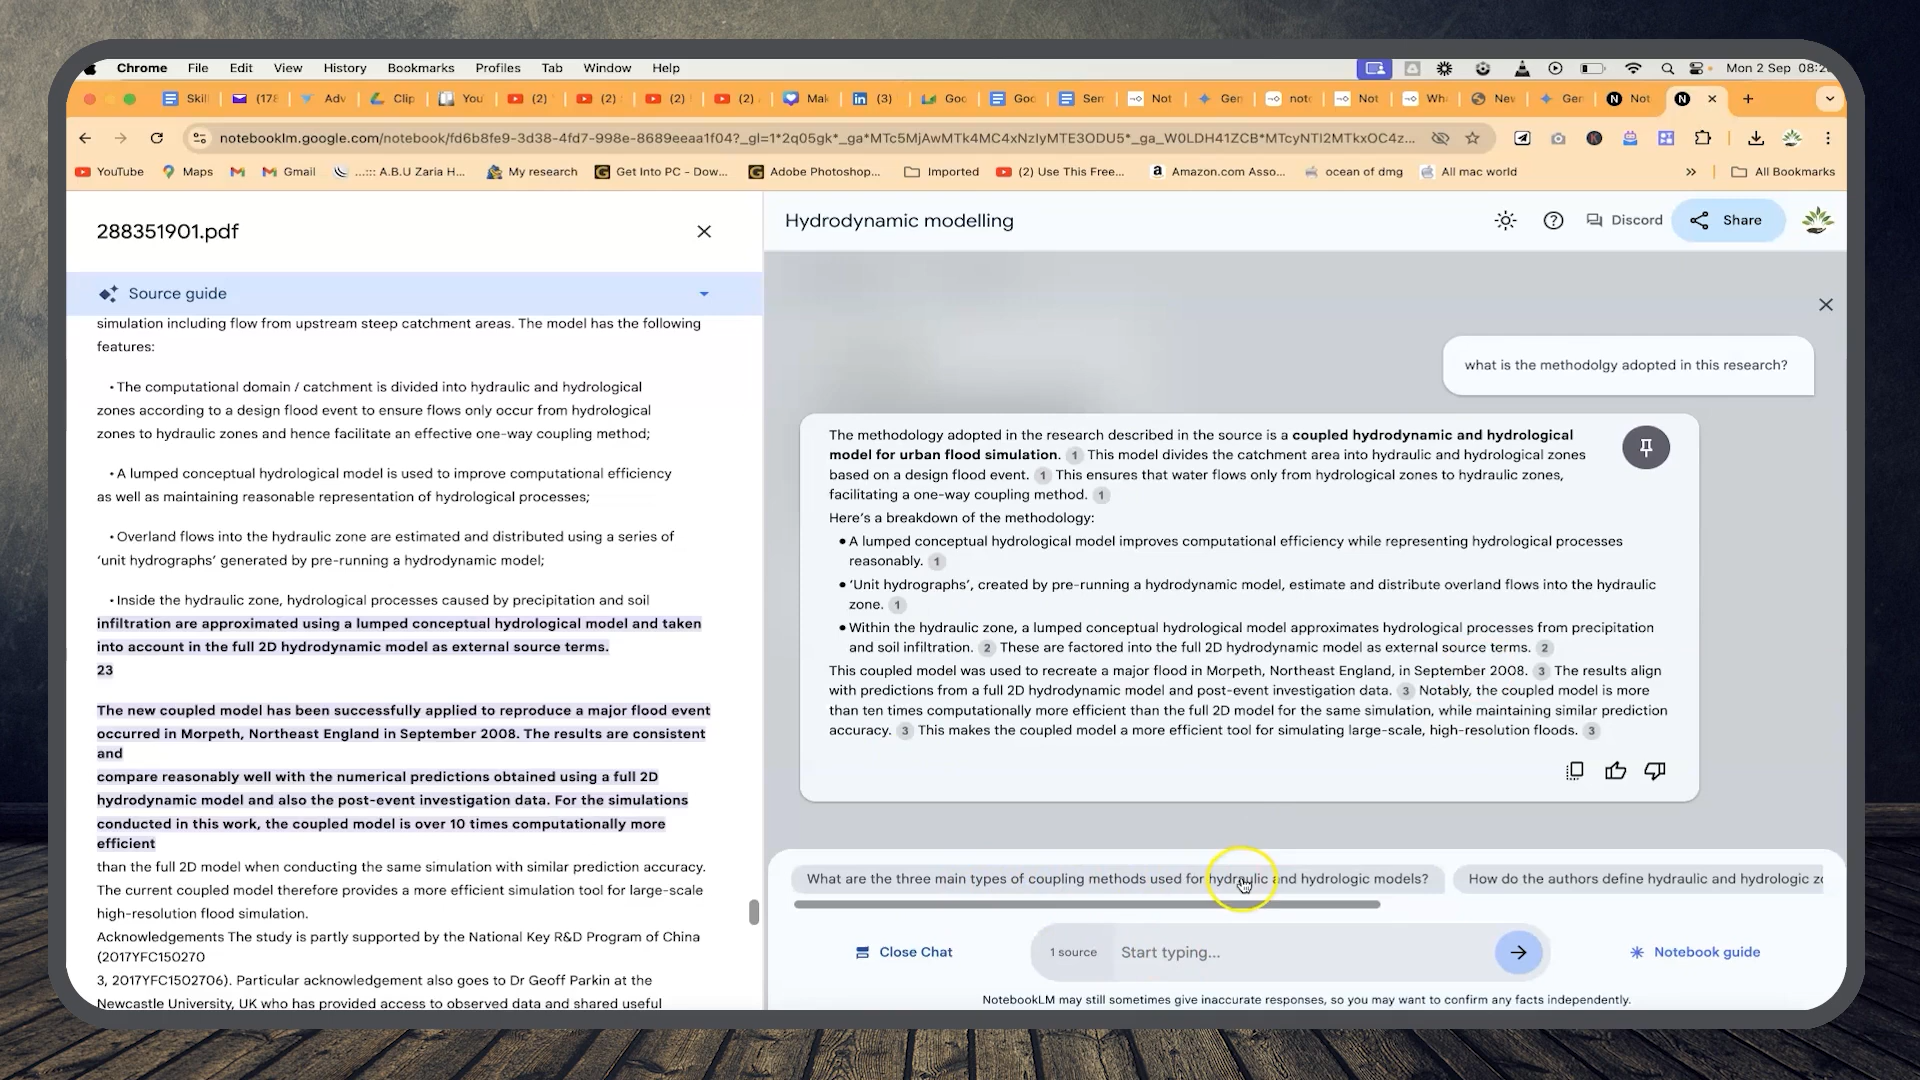 Chrome File Edit View History Bookmarks Profiles Tab Window Help Mon 2 Sep 08:2
Skil (178 Adv Clip You (2) (2) (2) (2) Mak (3) Goc Goc Sem Not Gen note Not Wh Nev Ger Not
notebooklm.google.com/notebook/fd6b8fe9-3d38-4fd7-998e-8689eeaa1f04?_gl=1*2q05gk*_ga*MTc5MjAwMTk4MC4xNzIyMTE3ODU5*_ga_W0LDH41ZCB*MTcyNTI2MTkxOC4z...
YouTube Maps Gmail ...::: A.B.U Zaria H... My research Get Into PC - Dow... Adobe Photoshop... Imported (2) Use This Free... Amazon.com Asso... ocean of dmg All mac world All Bookmarks
288351901.pdf
Source guide
simulation including flow from upstream steep catchment areas. The model has the following
features:
• The computational domain / catchment is divided into hydraulic and hydrological
zones according to a design flood event to ensure flows only occur from hydrological
zones to hydraulic zones and hence facilitate an effective one-way coupling method;
• A lumped conceptual hydrological model is used to improve computational efficiency
as well as maintaining reasonable representation of hydrological processes;
• Overland flows into the hydraulic zone are estimated and distributed using a series of
‘unit hydrographs’ generated by pre-running a hydrodynamic model;
• Inside the hydraulic zone, hydrological processes caused by precipitation and soil
infiltration are approximated using a lumped conceptual hydrological model and taken
into account in the full 2D hydrodynamic model as external source terms.
23
The new coupled model has been successfully applied to reproduce a major flood event
occurred in Morpeth, Northeast England in September 2008. The results are consistent
and
compare reasonably well with the numerical predictions obtained using a full 2D
hydrodynamic model and also the post-event investigation data. For the simulations
conducted in this work, the coupled model is over 10 times computationally more
efficient
than the full 2D model when conducting the same simulation with similar prediction accuracy.
The current coupled model therefore provides a more efficient simulation tool for large-scale
high-resolution flood simulation.
Acknowledgements The study is partly supported by the National Key R&D Program of China
(2017YFC150270
3, 2017YFC1502706). Particular acknowledgement also goes to Dr Geoff Parkin at the
Newcastle University, UK who has provided access to observed data and shared useful
Hydrodynamic modelling
Discord Share
what is the methodolgy adopted in this research?
The methodology adopted in the research described in the source is a coupled hydrodynamic and hydrological
model for urban flood simulation. 1 This model divides the catchment area into hydraulic and hydrological zones
based on a design flood event. 1 This ensures that water flows only from hydrological zones to hydraulic zones,
facilitating a one-way coupling method. 1
Here's a breakdown of the methodology:
• A lumped conceptual hydrological model improves computational efficiency while representing hydrological processes
reasonably. 1
• ‘Unit hydrographs’, created by pre-running a hydrodynamic model, estimate and distribute overland flows into the hydraulic
zone. 1
• Within the hydraulic zone, a lumped conceptual hydrological model approximates hydrological processes from precipitation
and soil infiltration. 2 These are factored into the full 2D hydrodynamic model as external source terms. 2
This coupled model was used to recreate a major flood in Morpeth, Northeast England, in September 2008. 3 The results align
with predictions from a full 2D hydrodynamic model and post-event investigation data. 3 Notably, the coupled model is more
than ten times computationally more efficient than the full 2D model for the same simulation, while maintaining similar prediction
accuracy. 3 This makes the coupled model a more efficient tool for simulating large-scale, high-resolution floods. 3
What are the three main types of coupling methods used for hydraulic and hydrologic models? How do the authors define hydraulic and hydrologic zo
Close Chat 1 source Start typing... Notebook guide
NotebookLM may still sometimes give inaccurate responses, so you may want to confirm any facts independently.